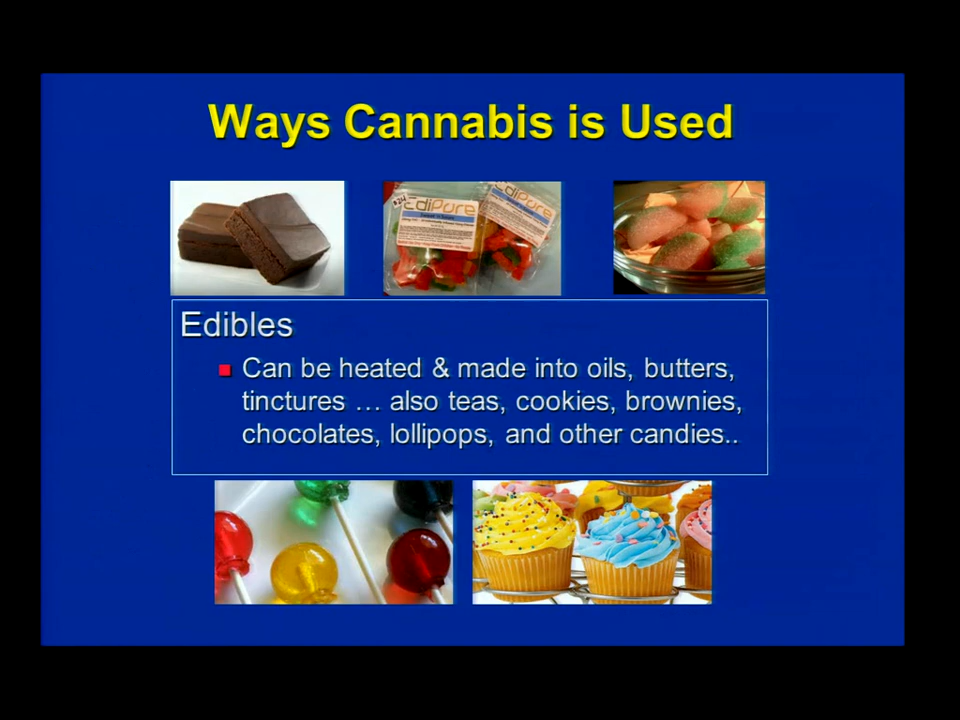 Ways Cannabis is Used
#24
EdiPure
EdiPure
Edibles
Can be heated & made into oils, butters,
tinctures … also teas, cookies, brownies,
chocolates, lollipops, and other candies..